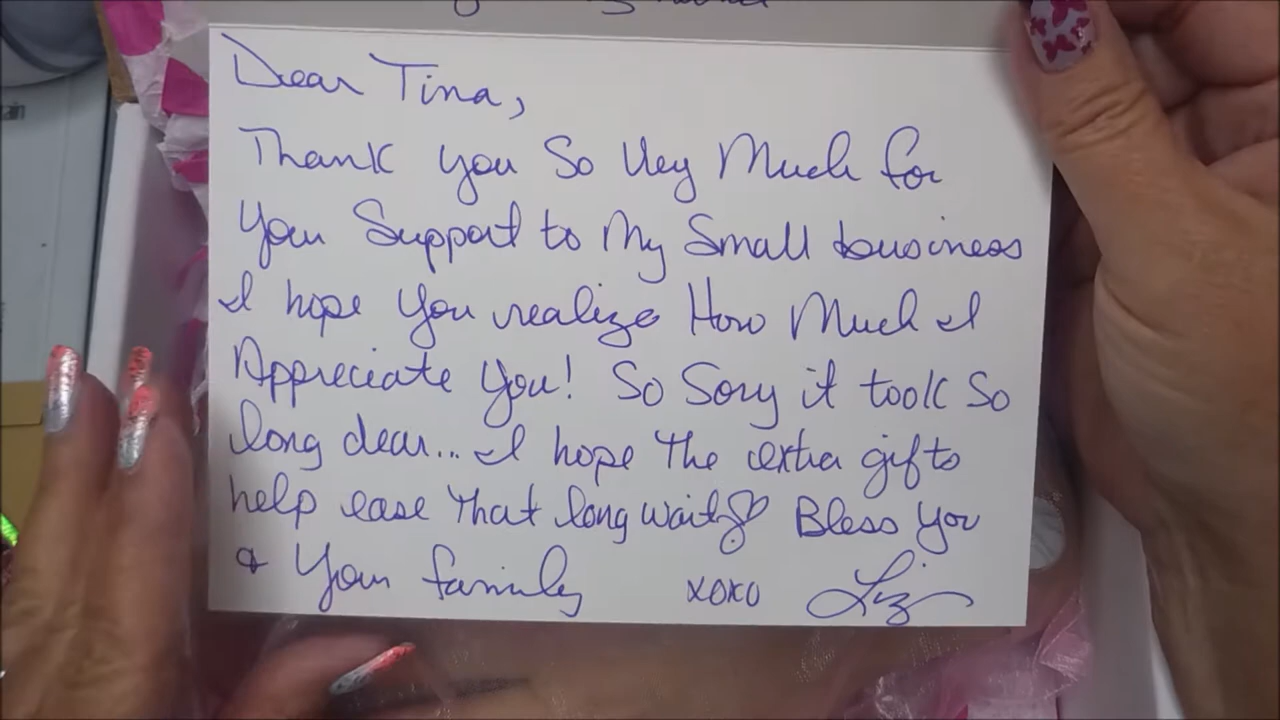 Dear Tina,
Thank you So Vey Much for
Your Support to My Small business
I hope You realize How Much I
Appreciate You! So Sorry it took So
long dear... I hope The extra gifts
help ease That long wait♡ Bless You
& Your family xoxo Liz